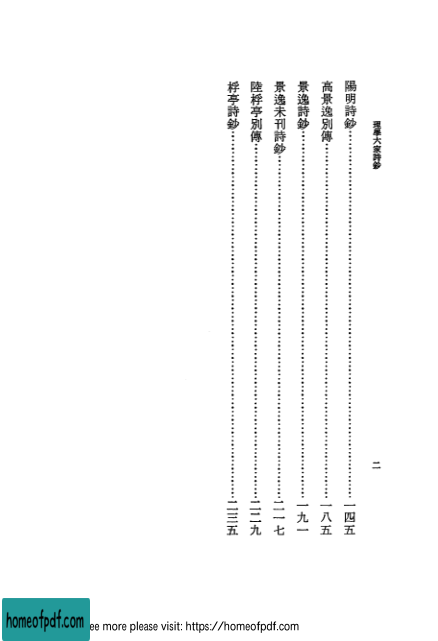 理學六家詩鈔
二
陽明詩鈔……一四五
高景逸別傳……一八五
景逸詩鈔……一九一
景逸未刊詩鈔……二一七
陸桴亭別傳……二二九
桴亭詩鈔……二三五
homeofpdf.com
ee more please visit: https://homeofpdf.com